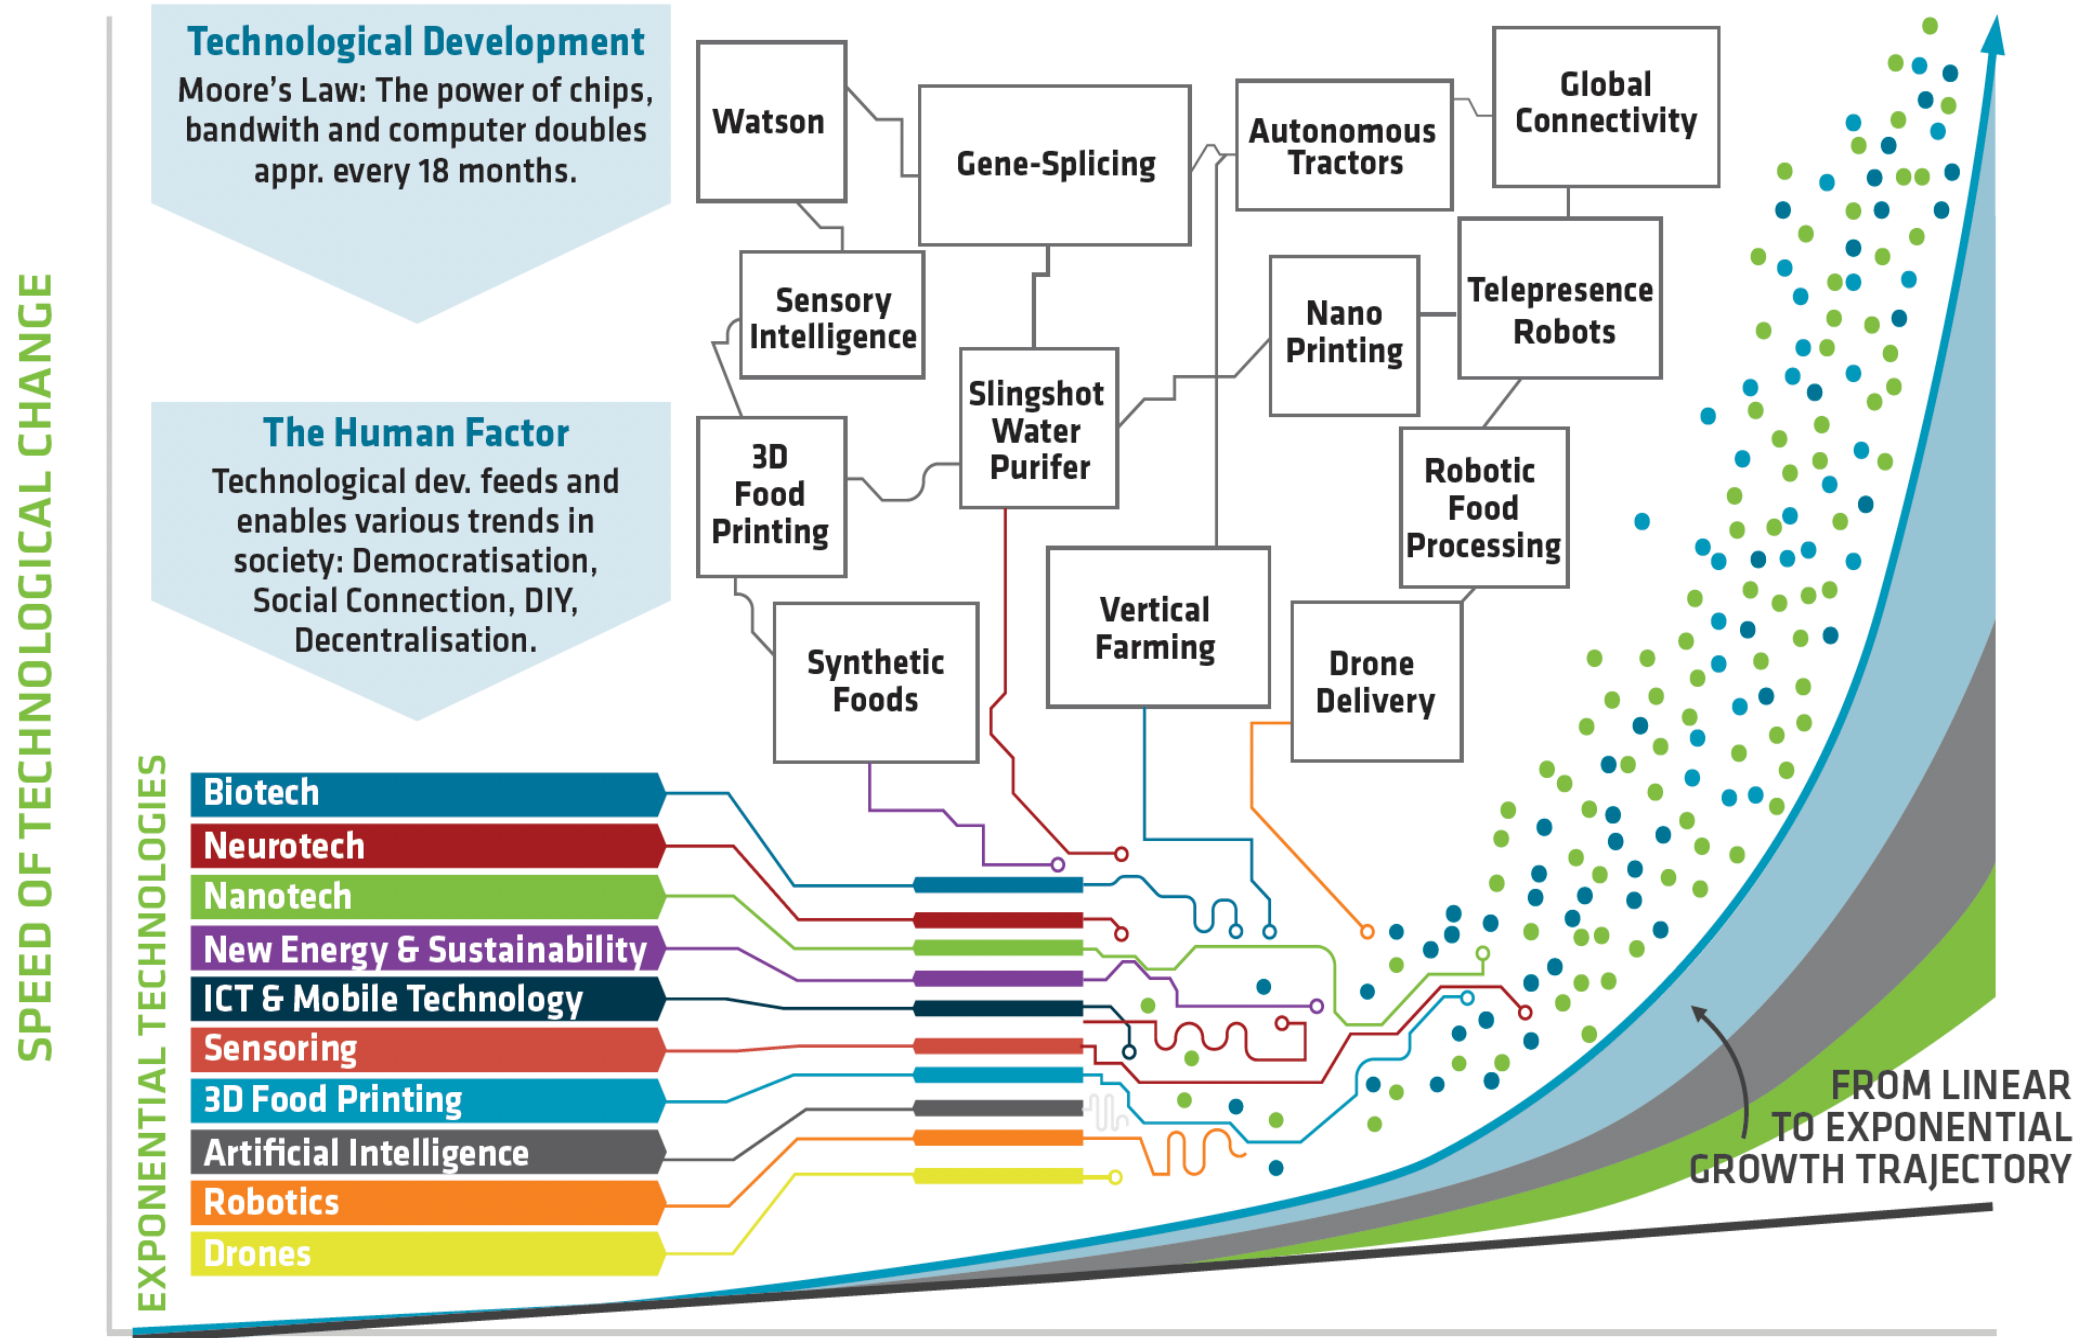 SPEED OF TECHNOLOGICAL CHANGE
Technological Development
Moore's Law: The power of chips,
bandwith and computer doubles
appr. every 18 months.
The Human Factor
Technological dev. feeds and
enables various trends in
society: Democratisation,
Social Connection, DIY,
Decentralisation.
Watson
Gene-Splicing
Autonomous
Tractors
Global
Connectivity
Sensory
Intelligence
Nano
Printing
Telepresence
Robots
Slingshot
Water
Purifer
3D
Food
Printing
Robotic
Food
Processing
Synthetic
Foods
Vertical
Farming
Drone
Delivery
EXPONENTIAL TECHNOLOGIES
Biotech
Neurotech
Nanotech
New Energy & Sustainability
ICT & Mobile Technology
Sensoring
3D Food Printing
Artificial Intelligence
Robotics
Drones
FROM LINEAR
TO EXPONENTIAL
GROWTH TRAJECTORY